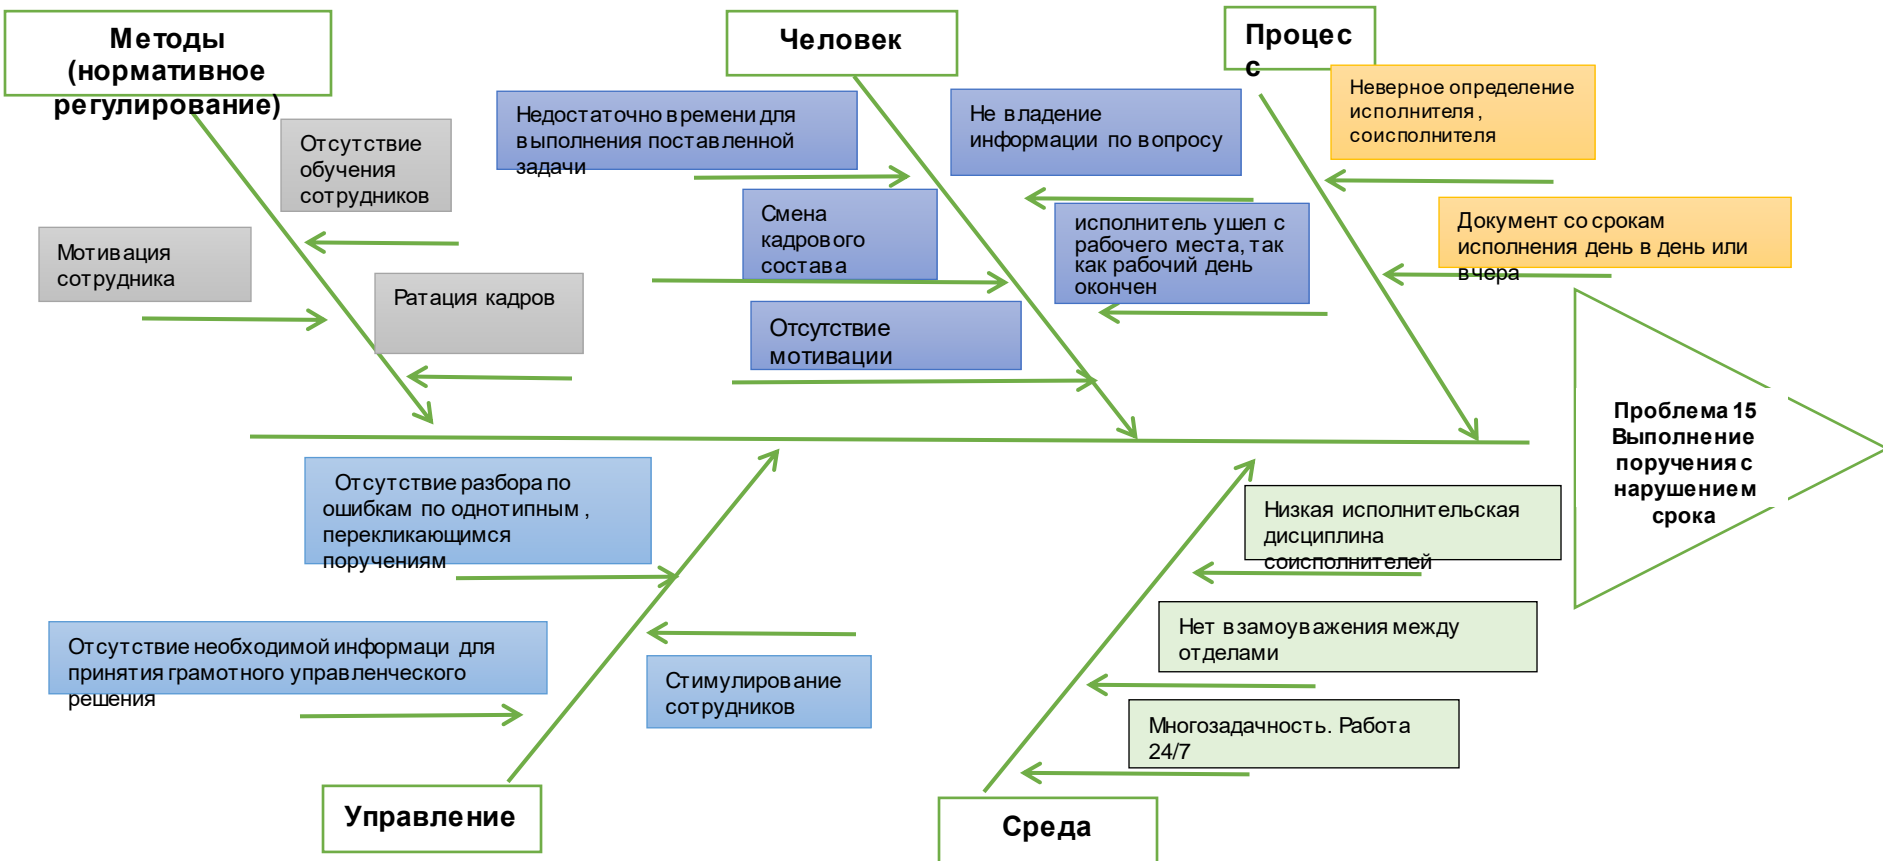 Методы
(нормативное
регулирование)
Человек
Процес
с
Отсутствие
обучения
сотрудников
Мотивация
сотрудника
Ратация кадров
Недостаточно времени для
выполнения поставленной
задачи
Смена
кадрового
состава
Отсутствие
мотивации
Не владение
информации по вопросу
исполнитель ушел с
рабочего места, так
как рабочий день
окончен
Неверное определение
исполнителя,
соисполнителя
Документ со срокам
исполнения день в день или
вчера
Проблема 15
Выполнение
поручения с
нарушением
срока
Отсутствие разбора по
ошибкам по однотипным,
перекликающимся
поручениям
Отсутствие необходимой информаци для
принятия грамотного управленческого
решения
Стимулирование
сотрудников
Низкая исполнительская
дисциплина
соисполнителей
Нет взамоуважения между
отделами
Многозадачность. Работа
24/7
Управление
Среда